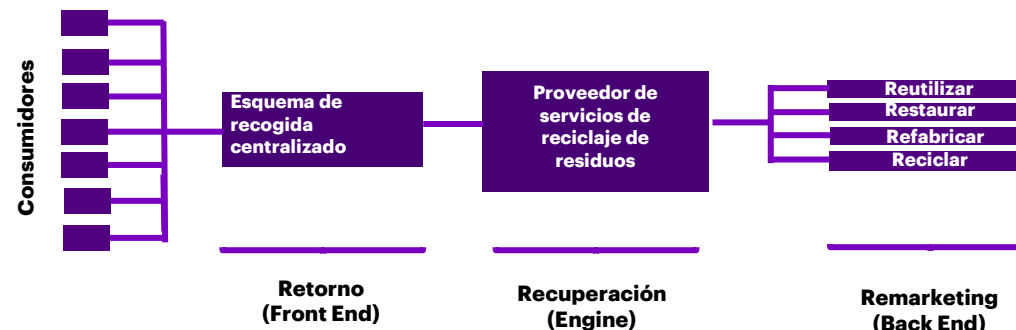 Consumidores
Esquema de
recogida
centralizado
Proveedor de
servicios de
reciclaje de
residuos
Reutilizar
Restaurar
Refabricar
Reciclar
Retorno
(Front End)
Recuperación
(Engine)
Remarketing
(Back End)